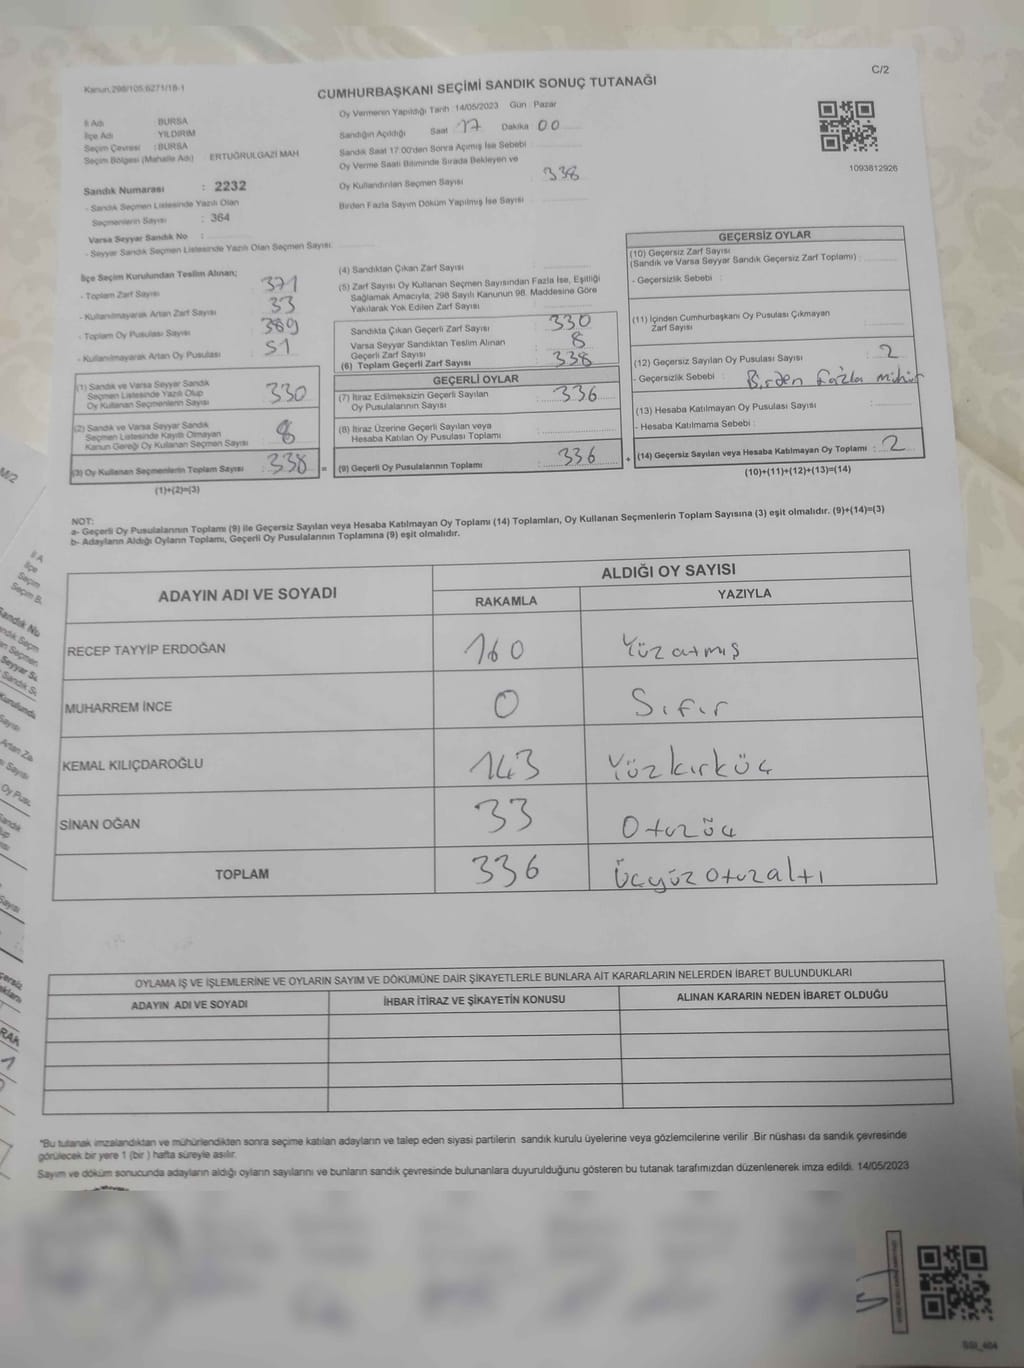 C/2
Kanun.298/105.6271/18-1
CUMHURBAŞKANI SEÇİMİ SANDIK SONUÇ TUTANAĞI
1093812926
İl Adı : BURSA
İlçe Adı : YILDIRIM
Seçim Çevresi : BURSA
Seçim Bölgesi (Mahalle Adı) : ERTUĞRULGAZİ MAH
Sandık Numarası : 2232
- Sandık Seçmen Listesinde Yazılı Olan
Seçmenlerin Sayısı : 364
Varsa Seyyar Sandık No :
- Seyyar Sandık Seçmen Listesinde Yazılı Olan Seçmen Sayısı:
Oy Vermenin Yapıldığı Tarih 14/05/2023 Gün : Pazar
Sandığın Açıldığı Saat 17 Dakika 00
Sandık Saat 17:00'den Sonra Açılmış İse Sebebi :
Oy Verme Saati Bitiminde Sırada Bekleyen ve
Oy Kullandırılan Seçmen Sayısı : 338
Birden Fazla Sayım Döküm Yapılmış İse Sayısı :
İlçe Seçim Kurulundan Teslim Alınan;
- Toplam Zarf Sayısı : 371
- Kullanılmayarak Artan Zarf Sayısı : 33
- Toplam Oy Pusulası Sayısı : 389
- Kullanılmayarak Artan Oy Pusulası : 51
(1) Sandık ve Varsa Seyyar Sandık
Seçmen Listesinde Yazılı Olup
Oy Kullanan Seçmenlerin Sayısı : 330
(2) Sandık ve Varsa Seyyar Sandık
Seçmen Listesinde Kayıtlı Olmayan
Kanun Gereği Oy Kullanan Seçmen Sayısı : 8
(3) Oy Kullanan Seçmenlerin Toplam Sayısı : 338 =
(1)+(2)=(3)
(4) Sandıktan Çıkan Zarf Sayısı :
(5) Zarf Sayısı Oy Kullanan Seçmen Sayısından Fazla İse, Eşitliği
Sağlamak Amacıyla, 298 Sayılı Kanunun 98. Maddesine Göre
Yakılarak Yok Edilen Zarf Sayısı :
Sandıkta Çıkan Geçerli Zarf Sayısı : 330
Varsa Seyyar Sandıktan Teslim Alınan
Geçerli Zarf Sayısı : 8
(6) Toplam Geçerli Zarf Sayısı : 338
GEÇERLİ OYLAR
(7) İtiraz Edilmeksizin Geçerli Sayılan
Oy Pusulalarının Sayısı : 336
(8) İtiraz Üzerine Geçerli Sayılan veya
Hesaba Katılan Oy Pusulası Toplamı :
(9) Geçerli Oy Pusulalarının Toplamı : 336 +
GEÇERSİZ OYLAR
(10) Geçersiz Zarf Sayısı
(Sandık ve Varsa Seyyar Sandık Geçersiz Zarf Toplamı) :
- Geçersizlik Sebebi :
(11) İçinden Cumhurbaşkanı Oy Pusulası Çıkmayan
Zarf Sayısı :
(12) Geçersiz Sayılan Oy Pusulası Sayısı : 2
- Geçersizlik Sebebi : Birden fazla mühür
(13) Hesaba Katılmayan Oy Pusulası Sayısı :
- Hesaba Katılmama Sebebi :
(14) Geçersiz Sayılan veya Hesaba Katılmayan Oy Toplamı : 2
(10)+(11)+(12)+(13)=(14)
NOT:
a- Geçerli Oy Pusulalarının Toplamı (9) ile Geçersiz Sayılan veya Hesaba Katılmayan Oy Toplamı (14) Toplamları, Oy Kullanan Seçmenlerin Toplam Sayısına (3) eşit olmalıdır. (9)+(14)=(3)
b- Adayların Aldığı Oyların Toplamı, Geçerli Oy Pusulalarının Toplamına (9) eşit olmalıdır.
ADAYIN ADI VE SOYADI ALDIĞI OY SAYISI
RAKAMLA YAZIYLA
RECEP TAYYİP ERDOĞAN 160 Yüzatmış
MUHARREM İNCE 0 Sıfır
KEMAL KILIÇDAROĞLU 143 Yüzkırküç
SİNAN OĞAN 33 Otuzüç
TOPLAM 336 Üçyüzotuzaltı
OYLAMA İŞ VE İŞLEMLERİNE VE OYLARIN SAYIM VE DÖKÜMÜNE DAİR ŞİKAYETLERLE BUNLARA AİT KARARLARIN NELERDEN İBARET BULUNDUKLARI
ADAYIN ADI VE SOYADI İHBAR İTİRAZ VE ŞİKAYETİN KONUSU ALINAN KARARIN NEDEN İBARET OLDUĞU
*Bu tutanak imzalandıktan ve mühürlendikten sonra seçime katılan adayların ve talep eden siyasi partilerin sandık kurulu üyelerine veya gözlemcilerine verilir .Bir nüshası da sandık çevresinde
görülecek bir yere 1 (bir ) hafta süreyle asılır.
Sayım ve döküm sonucunda adayların aldığı oyların sayılarını ve bunların sandık çevresinde bulunanlara duyurulduğunu gösteren bu tutanak tarafımızdan düzenlenerek imza edildi. 14/05/2023